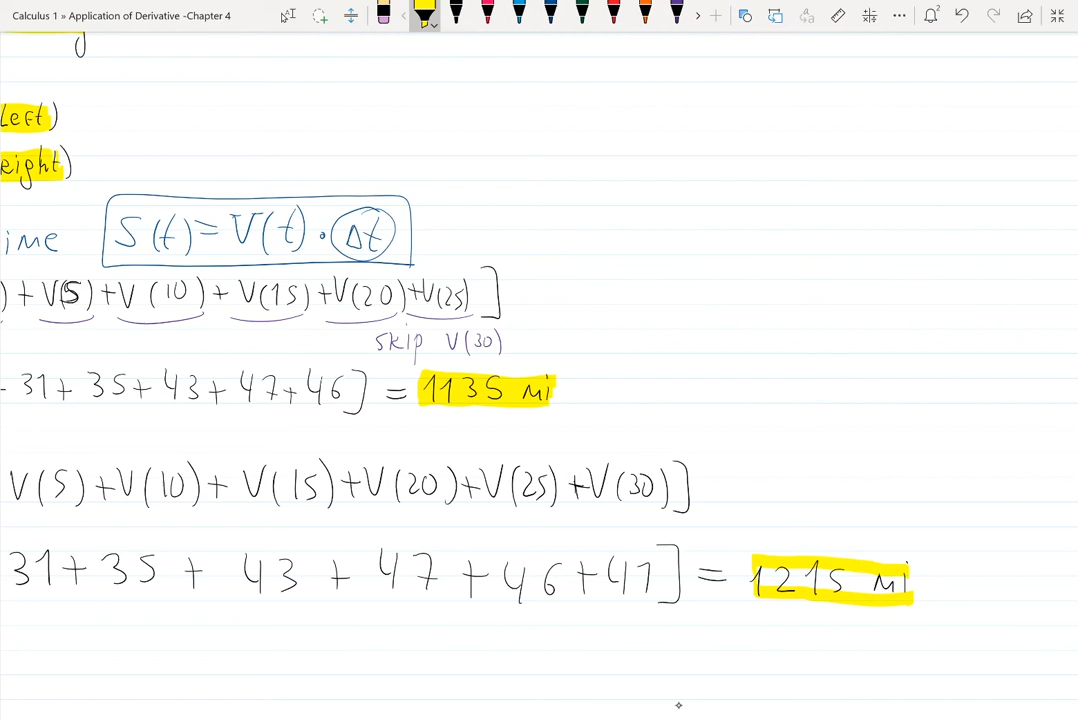 Calculus 1 » Application of Derivative -Chapter 4
Left)
eight)
ime S(t) = V(t) · Δt
) + V(5) + V(10) + V(15) + V(20) + V(25) ]
skip V(30)
- 31 + 35 + 43 + 47 + 46 ] = 1135 mi
V(5) + V(10) + V(15) + V(20) + V(25) + V(30) ]
31 + 35 + 43 + 47 + 46 + 41 ] = 1215 mi